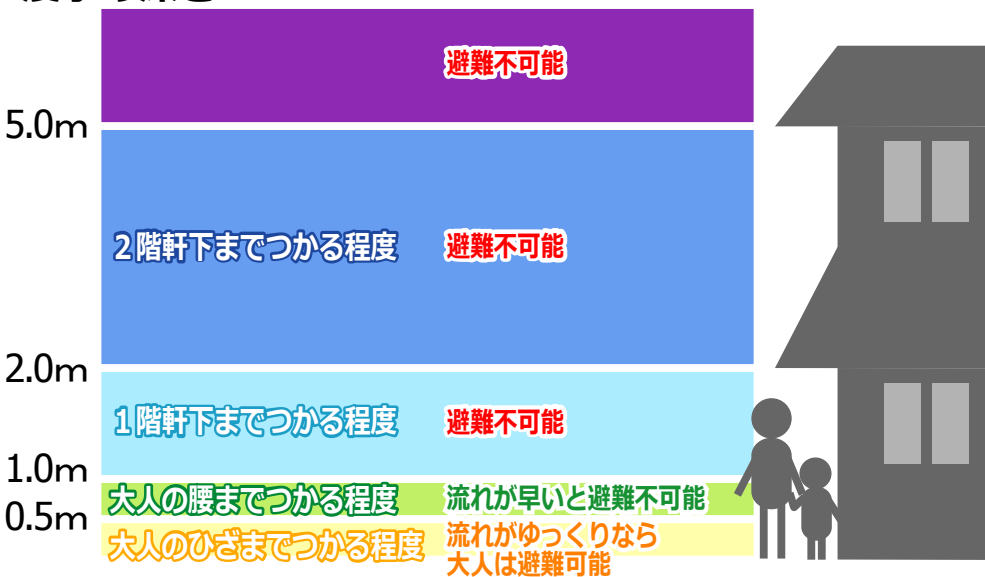 避難不可能
5.0m
2階軒下までつかる程度 避難不可能
2.0m
1階軒下までつかる程度 避難不可能
1.0m
大人の腰までつかる程度 流れが早いと避難不可能
0.5m
大人のひざまでつかる程度 流れがゆっくりなら
大人は避難可能